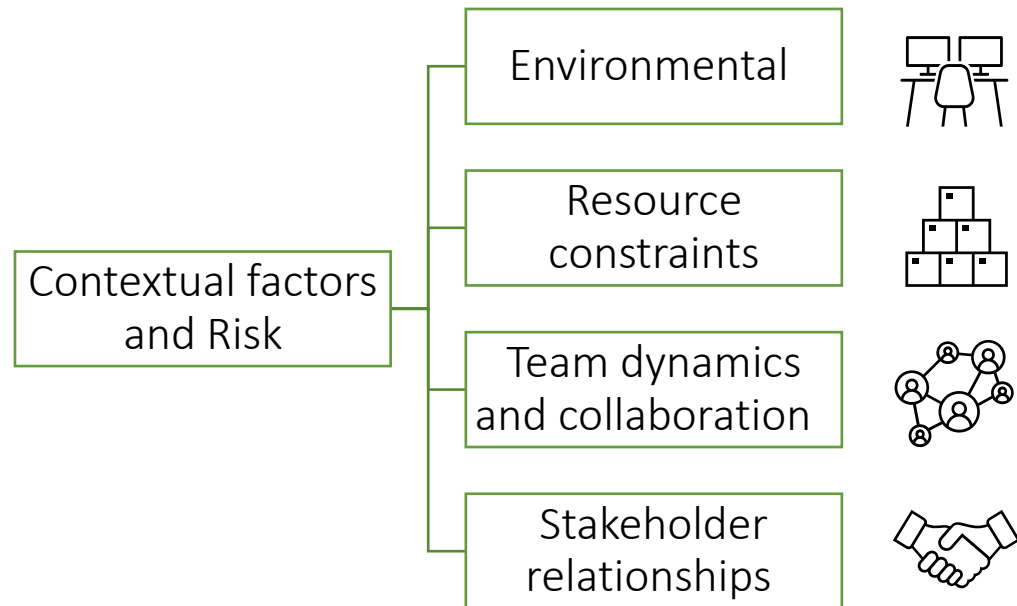 Environmental
Resource
constraints
Contextual factors
and Risk
Team dynamics
and collaboration
Stakeholder
relationships